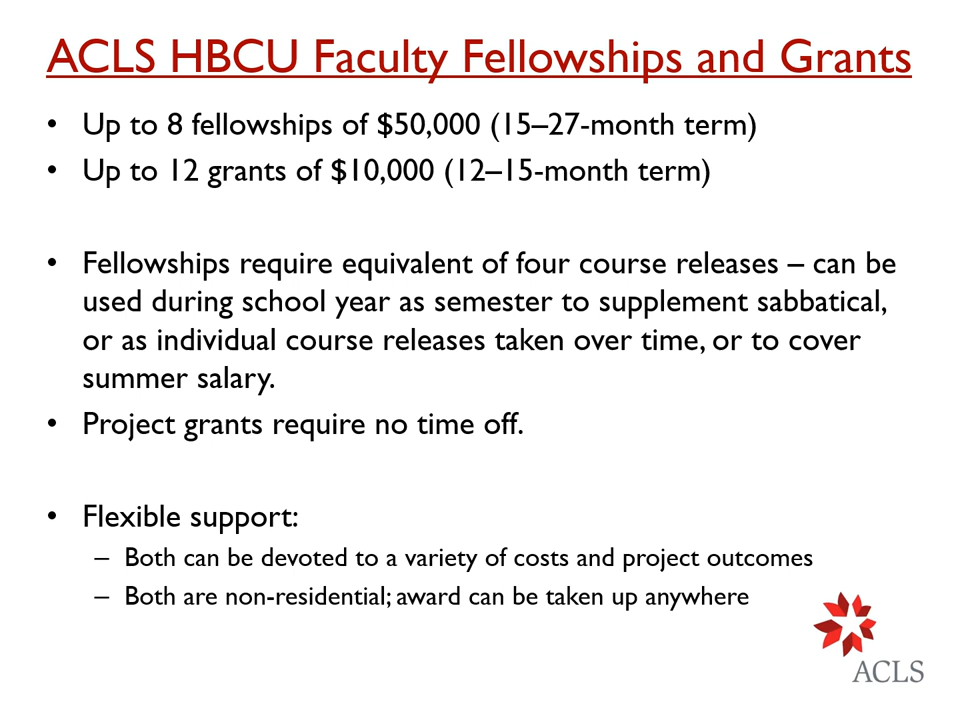 ACLS HBCU Faculty Fellowships and Grants
• Up to 8 fellowships of $50,000 (15–27-month term)
• Up to 12 grants of $10,000 (12–15-month term)
• Fellowships require equivalent of four course releases – can be
used during school year as semester to supplement sabbatical,
or as individual course releases taken over time, or to cover
summer salary.
• Project grants require no time off.
• Flexible support:
– Both can be devoted to a variety of costs and project outcomes
– Both are non-residential; award can be taken up anywhere
ACLS